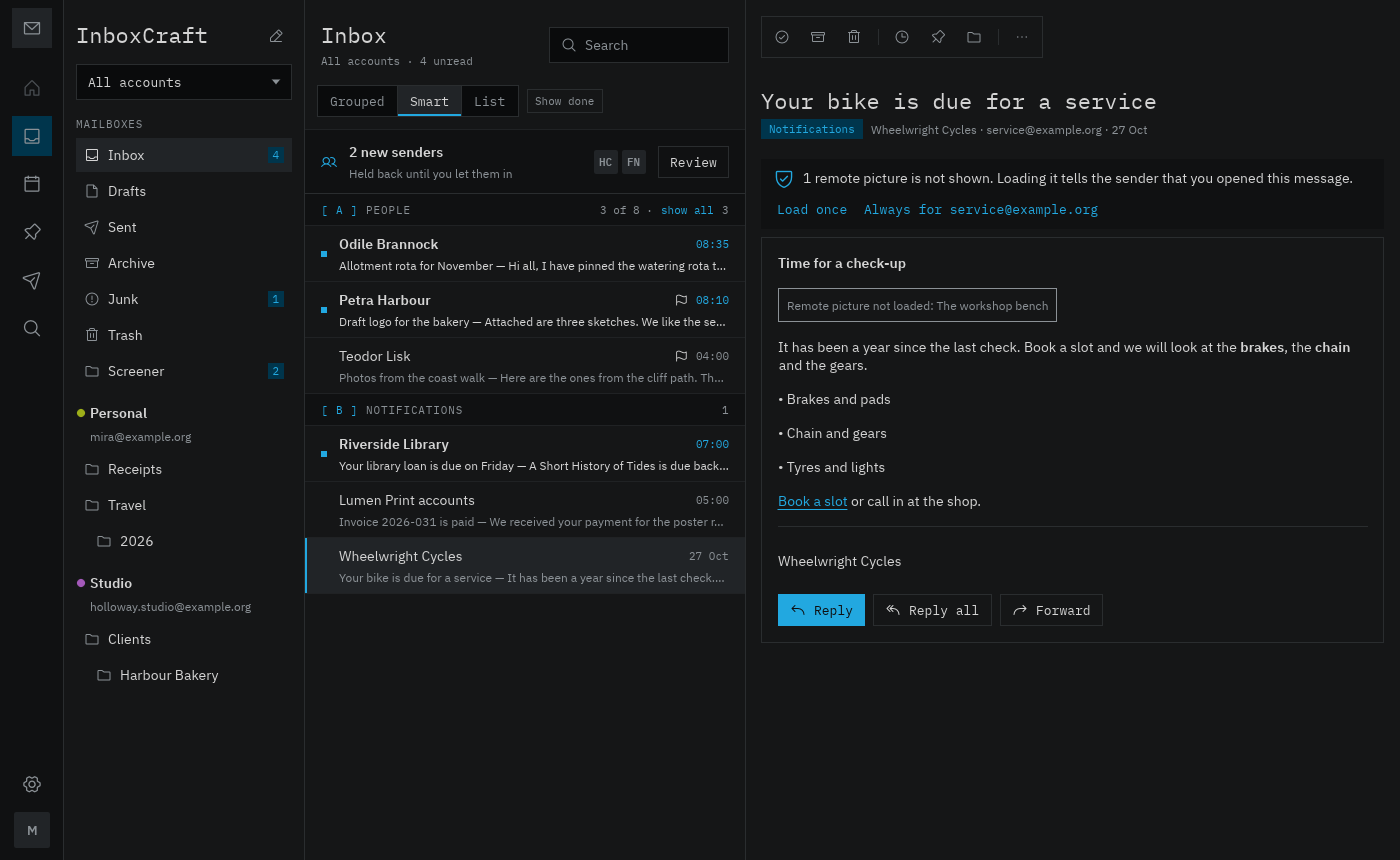 InboxCraft
All accounts
MAILBOXES
Inbox 4
Drafts
Sent
Archive
Junk 1
Trash
Screener 2
Personal
mira@example.org
Receipts
Travel
2026
Studio
holloway.studio@example.org
Clients
Harbour Bakery
M
Inbox
All accounts · 4 unread
Search
Grouped Smart List Show done
2 new senders
Held back until you let them in
HC FN Review
[ A ] PEOPLE 3 of 8 · show all 3
Odile Brannock 08:35
Allotment rota for November — Hi all, I have pinned the watering rota t…
Petra Harbour 08:10
Draft logo for the bakery — Attached are three sketches. We like the se…
Teodor Lisk 04:00
Photos from the coast walk — Here are the ones from the cliff path. Th…
[ B ] NOTIFICATIONS 1
Riverside Library 07:00
Your library loan is due on Friday — A Short History of Tides is due back…
Lumen Print accounts 05:00
Invoice 2026-031 is paid — We received your payment for the poster r…
Wheelwright Cycles 27 Oct
Your bike is due for a service — It has been a year since the last check.…
Your bike is due for a service
Notifications Wheelwright Cycles · service@example.org · 27 Oct
1 remote picture is not shown. Loading it tells the sender that you opened this message.
Load once Always for service@example.org
Time for a check-up
Remote picture not loaded: The workshop bench
It has been a year since the last check. Book a slot and we will look at the brakes, the chain
and the gears.
• Brakes and pads
• Chain and gears
• Tyres and lights
Book a slot or call in at the shop.
Wheelwright Cycles
Reply Reply all Forward